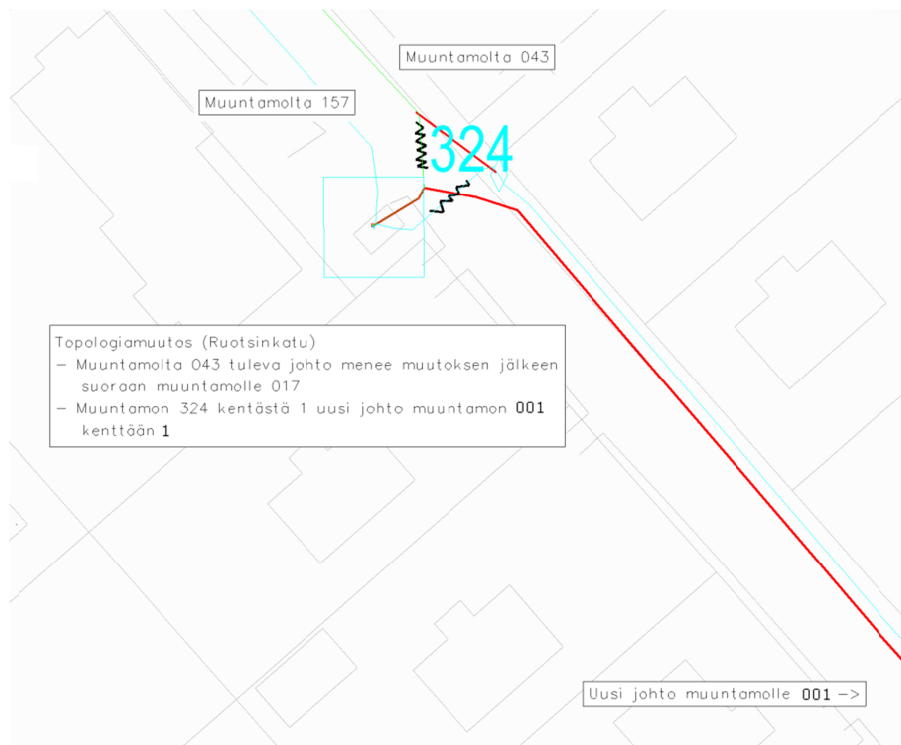 Muuntamolta 043
Muuntamolta 157
324
Topologiamuutos (Ruotsinkatu)
– Muuntamolta 043 tuleva johto menee muutoksen jälkeen
suoraan muuntamolle 017
– Muuntamon 324 kentästä 1 uusi johto muuntamon 001
kenttään 1
Uusi johto muuntamolle 001 –>